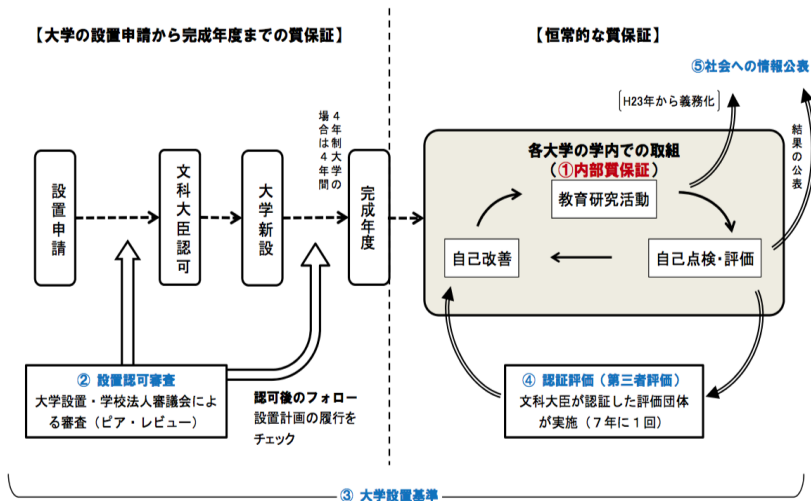 【大学の設置申請から完成年度までの質保証】
【恒常的な質保証】
⑤社会への情報公表
H23年から義務化
結果の公表
4年制大学の
場合は4年間
設置申請
文科大臣認可
大学新設
完成年度
各大学の学内での取組
(①内部質保証)
教育研究活動
自己改善
自己点検・評価
② 設置認可審査
大学設置・学校法人審議会によ
る審査（ピア・レビュー）
認可後のフォロー
設置計画の履行を
チェック
④ 認証評価（第三者評価）
文科大臣が認証した評価団体
が実施（７年に１回）
③ 大学設置基準